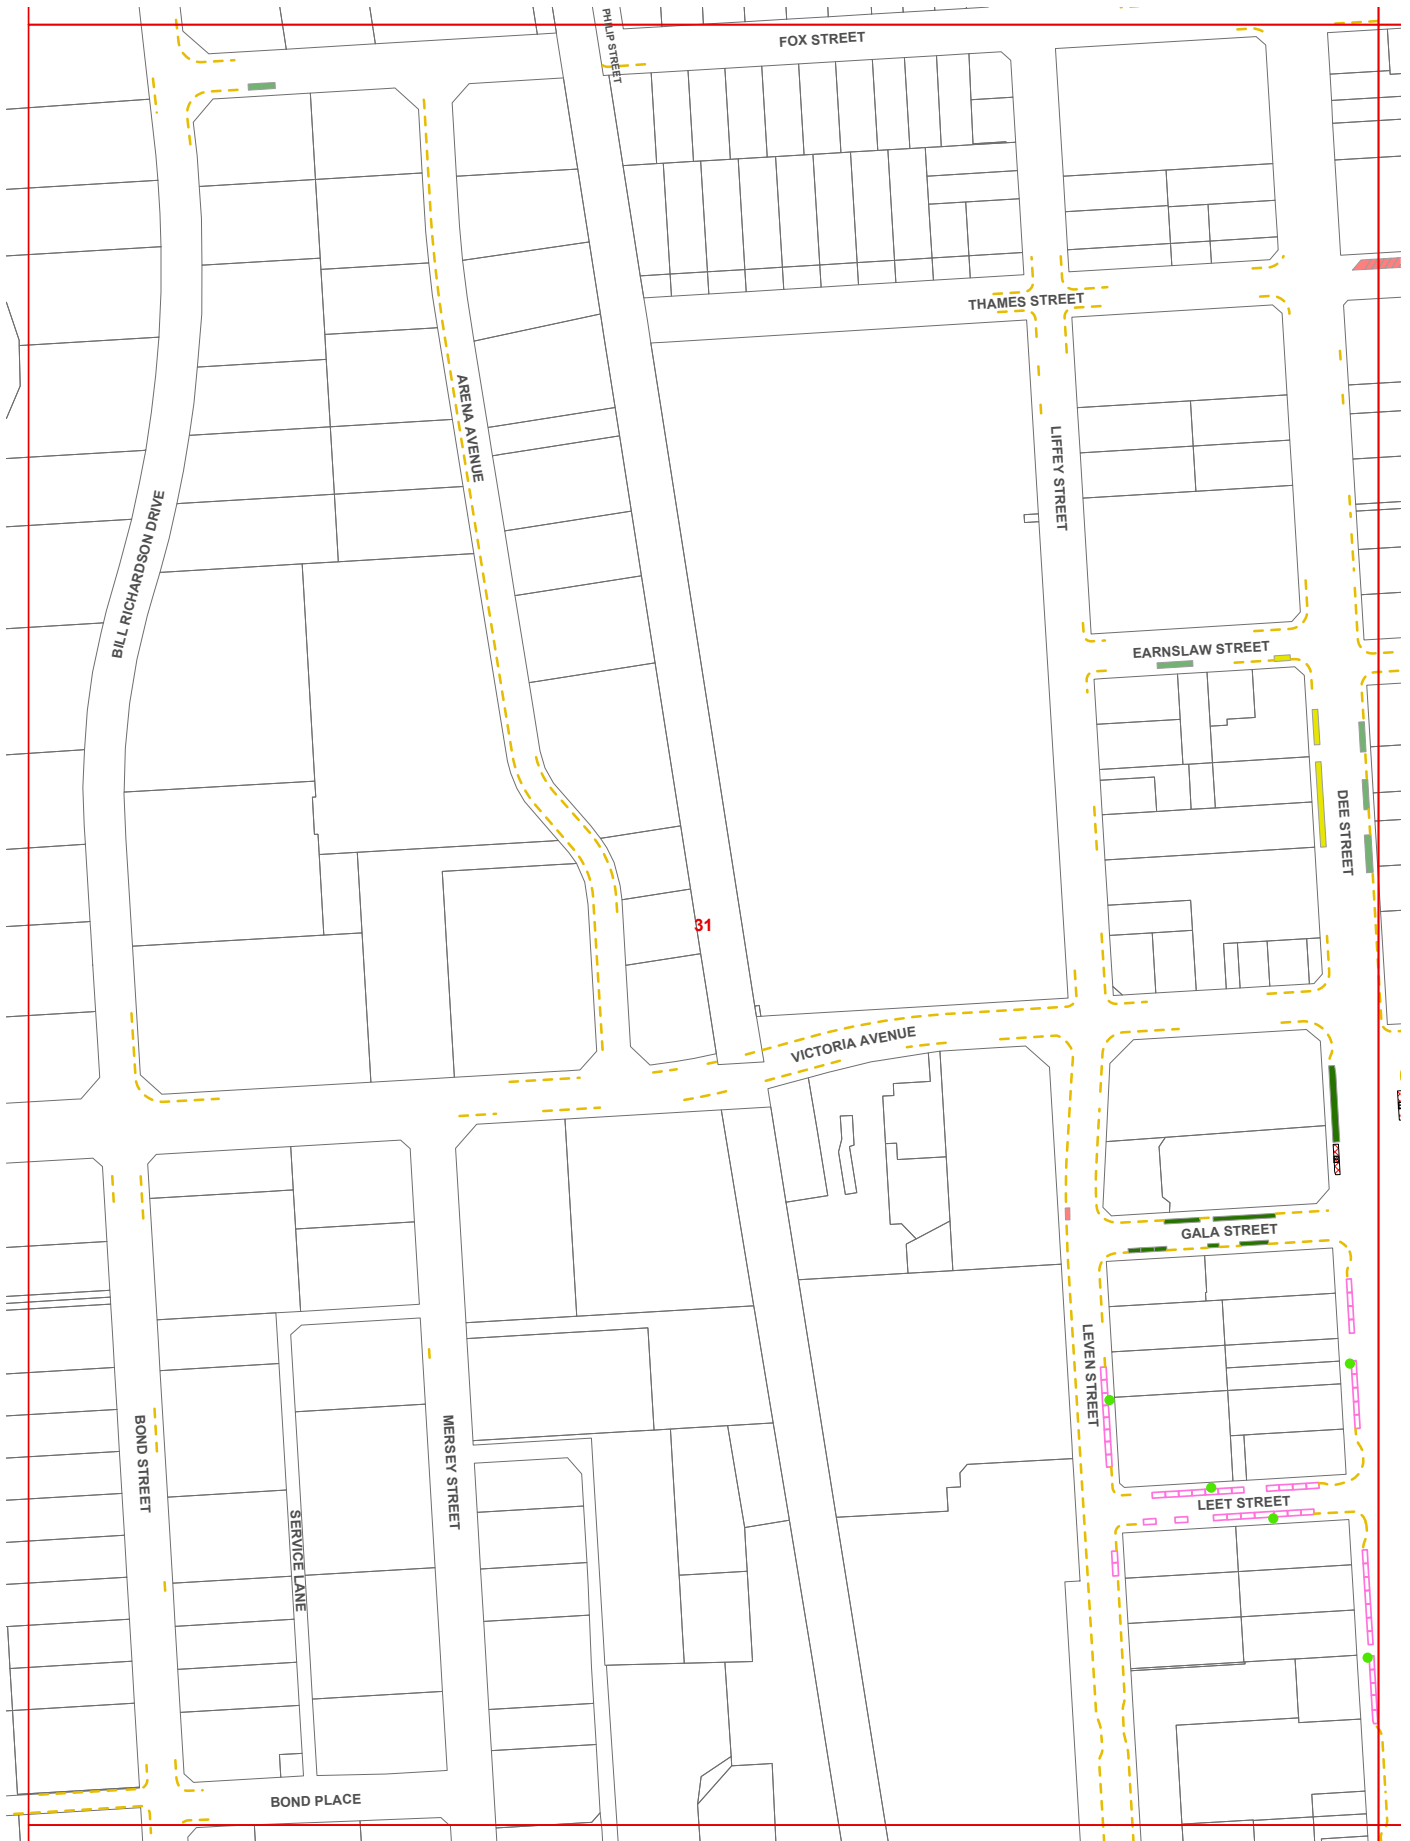 PHILIP STREET
FOX STREET
THAMES STREET
ARENA AVENUE
LIFFEY STREET
BILL RICHARDSON DRIVE
EARNSLAW STREET
DEE STREET
31
VICTORIA AVENUE
GALA STREET
LEVEN STREET
BOND STREET
MERSEY STREET
LEET STREET
SERVICE LANE
BOND PLACE